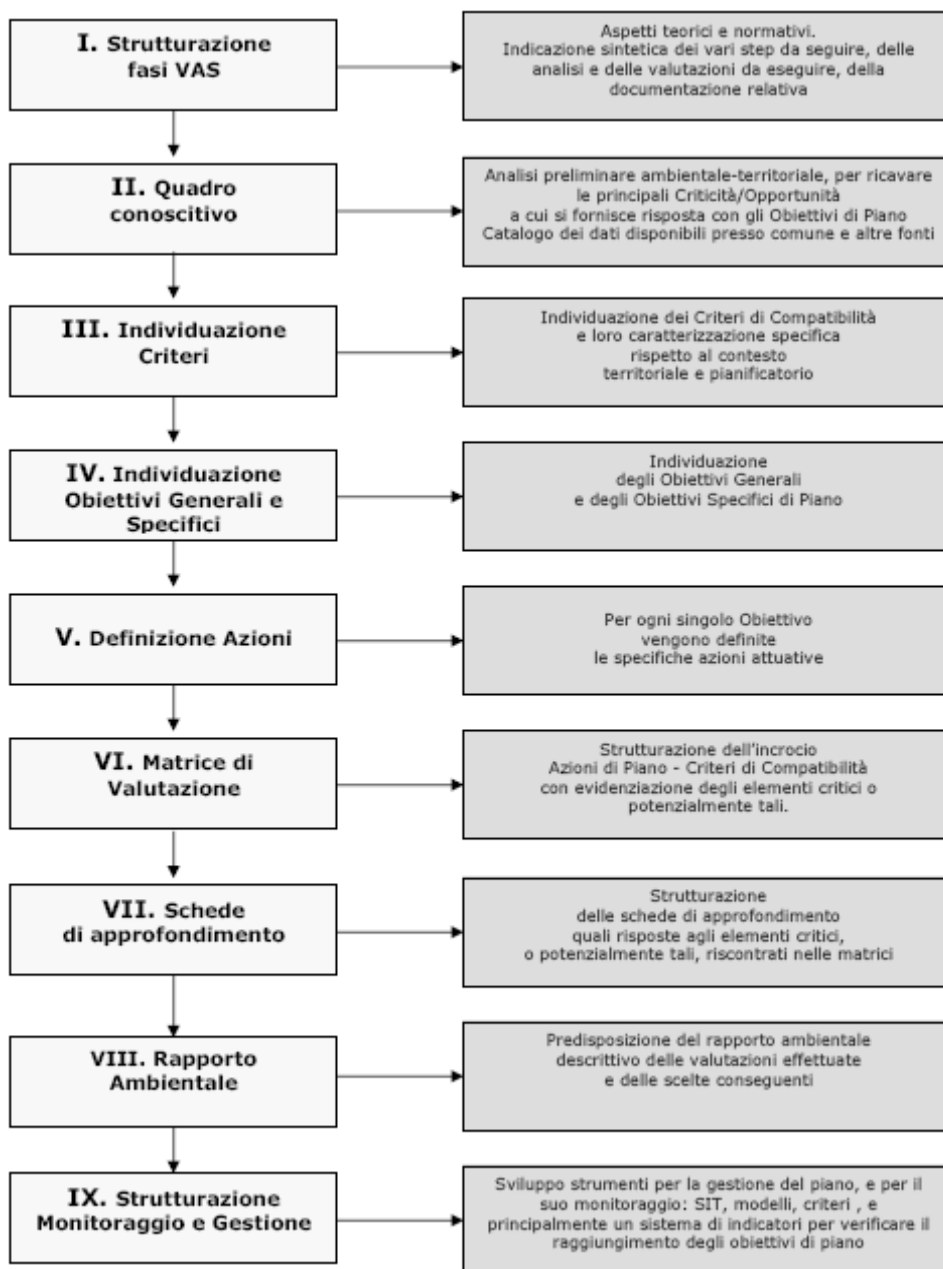 I. Strutturazione
fasi VAS
Aspetti teorici e normativi.
Indicazione sintetica dei vari step da seguire, delle
analisi e delle valutazioni da eseguire, della
documentazione relativa
II. Quadro
conoscitivo
Analisi preliminare ambientale-territoriale, per ricavare
le principali Criticità/Opportunità
a cui si fornisce risposta con gli Obiettivi di Piano
Catalogo dei dati disponibili presso comune e altre fonti
III. Individuazione
Criteri
Individuazione dei Criteri di Compatibilità
e loro caratterizzazione specifica
rispetto al contesto
territoriale e pianificatorio
IV. Individuazione
Obiettivi Generali e
Specifici
Individuazione
degli Obiettivi Generali
e degli Obiettivi Specifici di Piano
V. Definizione Azioni
Per ogni singolo Obiettivo
vengono definite
le specifiche azioni attuative
VI. Matrice di
Valutazione
Strutturazione dell'incrocio
Azioni di Piano - Criteri di Compatibilità
con evidenziazione degli elementi critici o
potenzialmente tali.
VII. Schede
di approfondimento
Strutturazione
delle schede di approfondimento
quali risposte agli elementi critici,
o potenzialmente tali, riscontrati nelle matrici
VIII. Rapporto
Ambientale
Predisposizione del rapporto ambientale
descrittivo delle valutazioni effettuate
e delle scelte conseguenti
IX. Strutturazione
Monitoraggio e Gestione
Sviluppo strumenti per la gestione del piano, e per il
suo monitoraggio: SIT, modelli, criteri , e
principalmente un sistema di indicatori per verificare il
raggiungimento degli obiettivi di piano